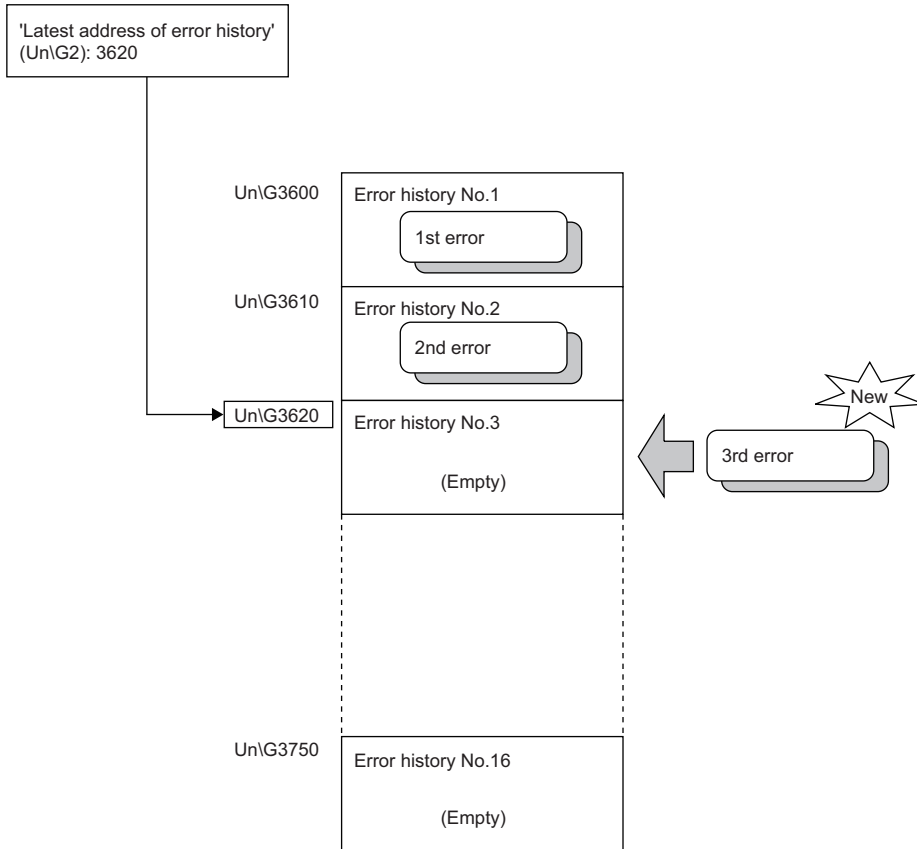 'Latest address of error history'
(Un\G2): 3620
Un\G3600
Error history No.1
1st error
Un\G3610
Error history No.2
2nd error
New
Un\G3620
Error history No.3
3rd error
(Empty)
Un\G3750
Error history No.16
(Empty)